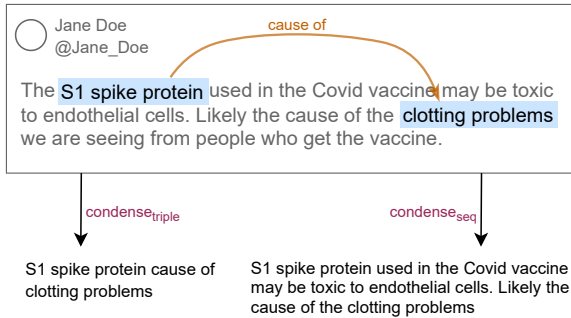 Jane Doe
@Jane_Doe
cause of
The S1 spike protein used in the Covid vaccine may be toxic
to endothelial cells. Likely the cause of the clotting problems
we are seeing from people who get the vaccine.
condense_triple
condense_seq
S1 spike protein cause of
clotting problems
S1 spike protein used in the Covid vaccine
may be toxic to endothelial cells. Likely the
cause of the clotting problems